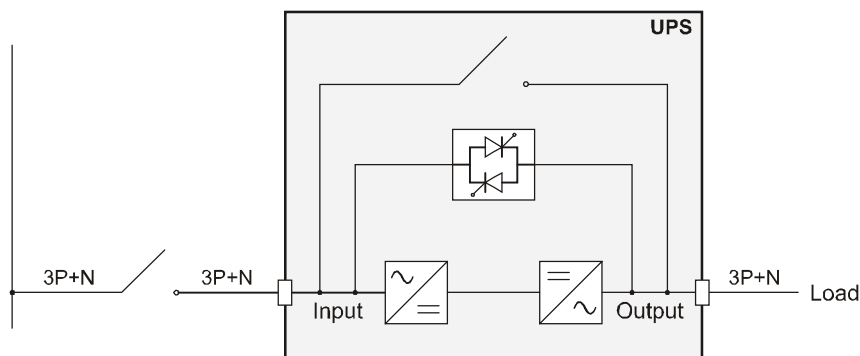 UPS
3P+N
3P+N
Input
Output
3P+N
Load